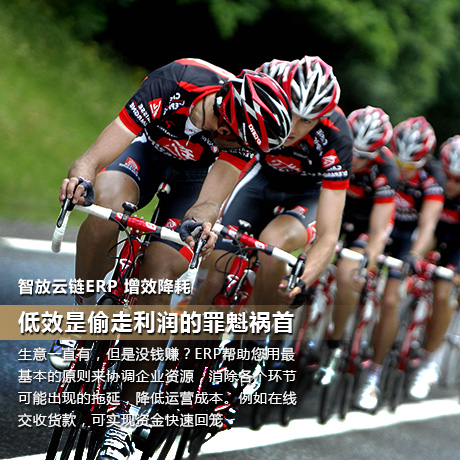 智放云链ERP 增效降耗
低效是偷走利润的罪魁祸首
生意一直有，但是没钱赚？ERP帮助您用最
基本的原则来协调企业资源，消除各个环节
可能出现的拖延，降低运营成本。例如在线
交收货款，可实现资金快速回笼。